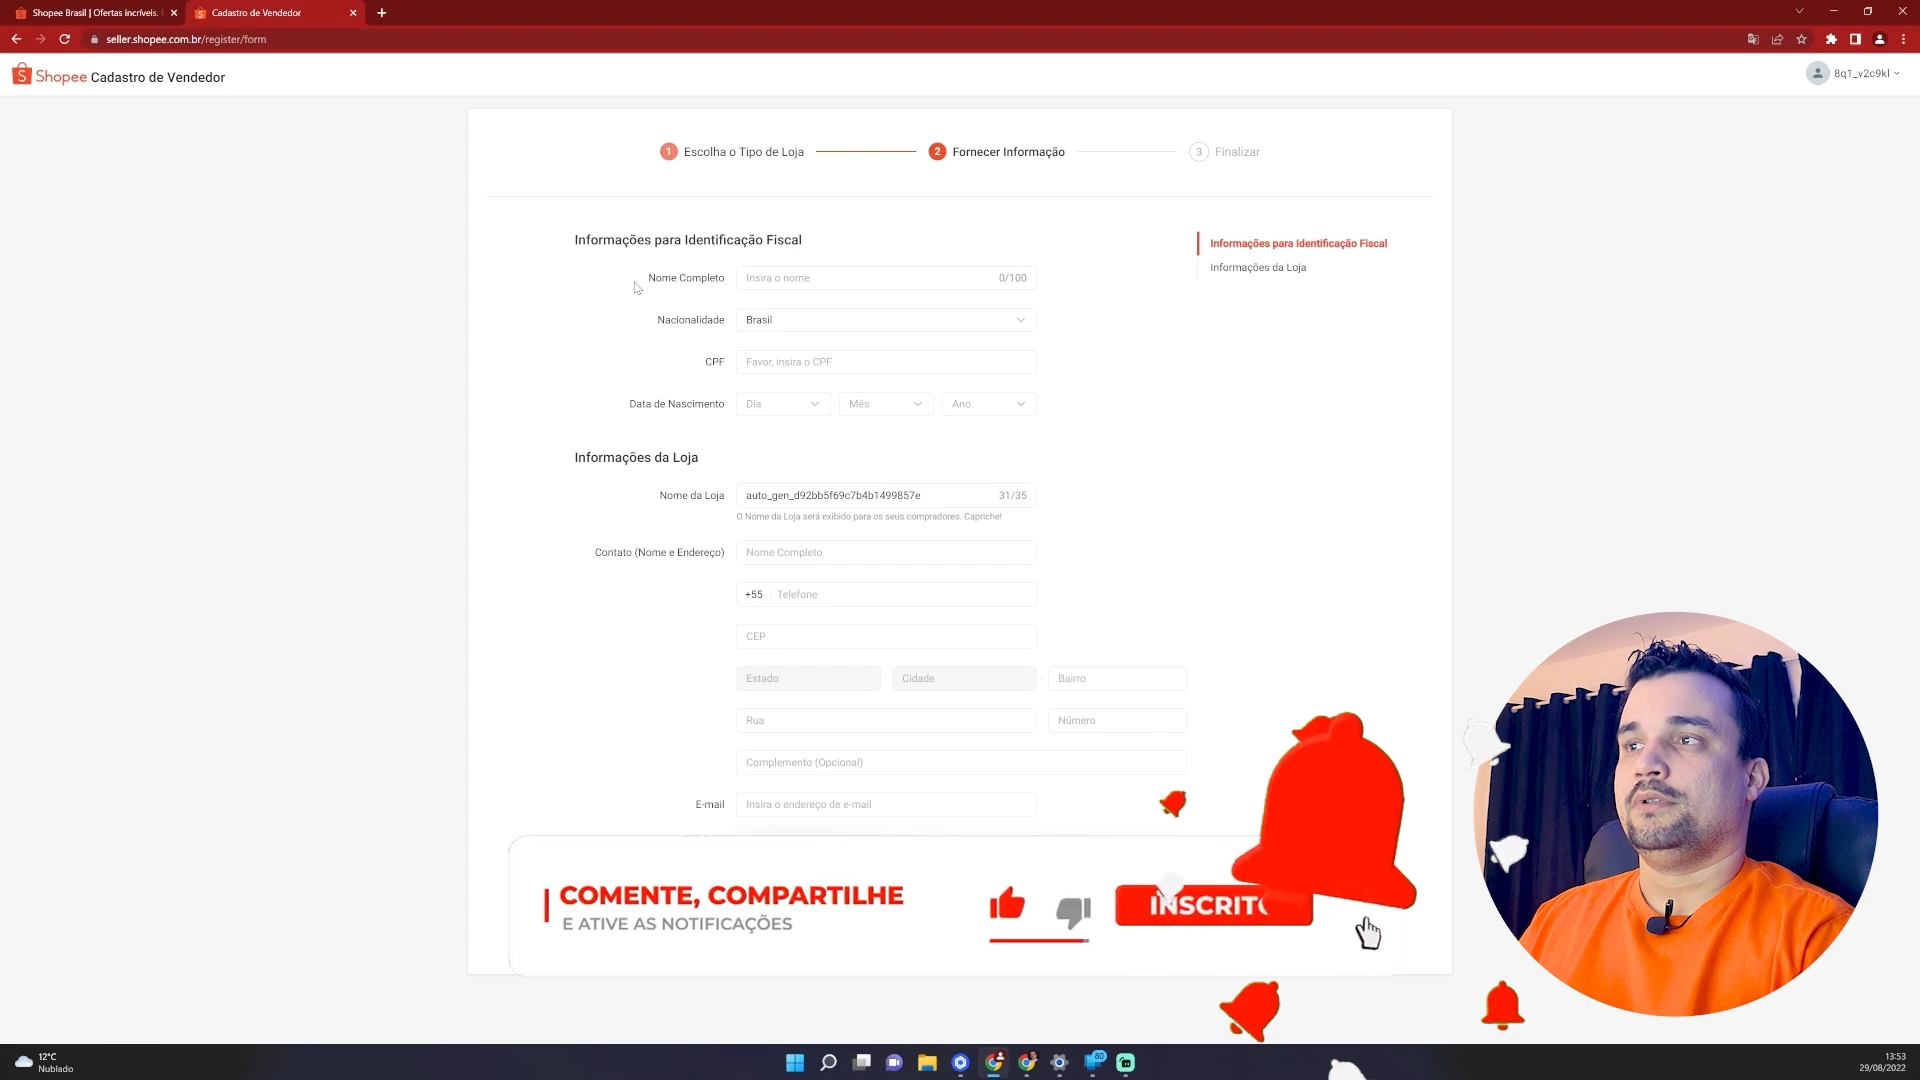 Shopee Brasil | Ofertas incríveis.
Cadastro de Vendedor
seller.shopee.com.br/register/form
Shopee Cadastro de Vendedor
8q1_v2c9kl
1 Escolha o Tipo de Loja
2 Fornecer Informação
3 Finalizar
Informações para Identificação Fiscal
Informações para Identificação Fiscal
Informações da Loja
Nome Completo Insira o nome 0/100
Nacionalidade Brasil
CPF Favor, insira o CPF
Data de Nascimento Dia - Mês - Ano
Informações da Loja
Nome da Loja auto_gen_d92bb5f69c7b4b1499857e 31/35
O Nome da Loja será exibido para os seus compradores. Capriche!
Contato (Nome e Endereço) Nome Completo
+55 Telefone
CEP
Estado - Cidade - Bairro
Rua Número
Complemento (Opcional)
E-mail Insira o endereço de e-mail
COMENTE, COMPARTILHE
E ATIVE AS NOTIFICAÇÕES
INSCRITO
12°C
Nublado
80
13:53
29/08/2022